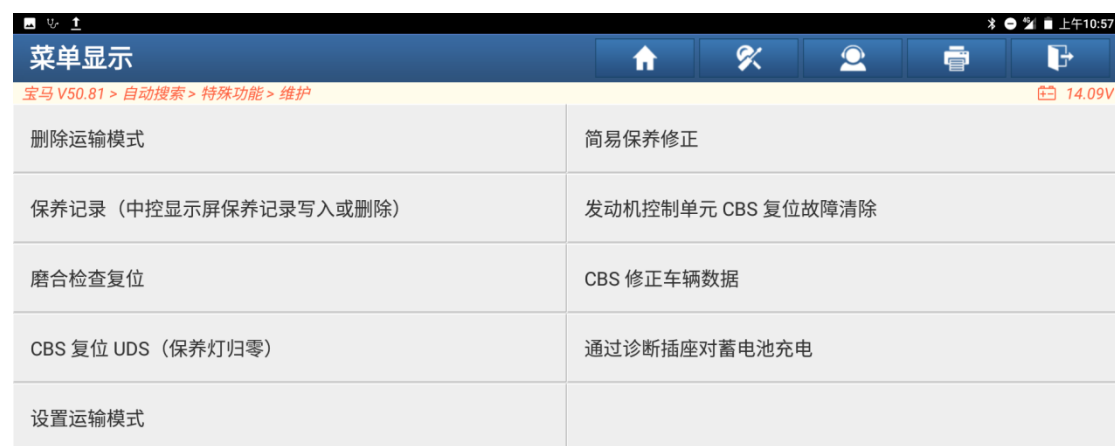 上午10:57
菜单显示
宝马 V50.81 > 自动搜索 > 特殊功能 > 维护
14.09V
删除运输模式
简易保养修正
保养记录（中控显示屏保养记录写入或删除）
发动机控制单元 CBS 复位故障清除
磨合检查复位
CBS 修正车辆数据
CBS 复位 UDS（保养灯归零）
通过诊断插座对蓄电池充电
设置运输模式